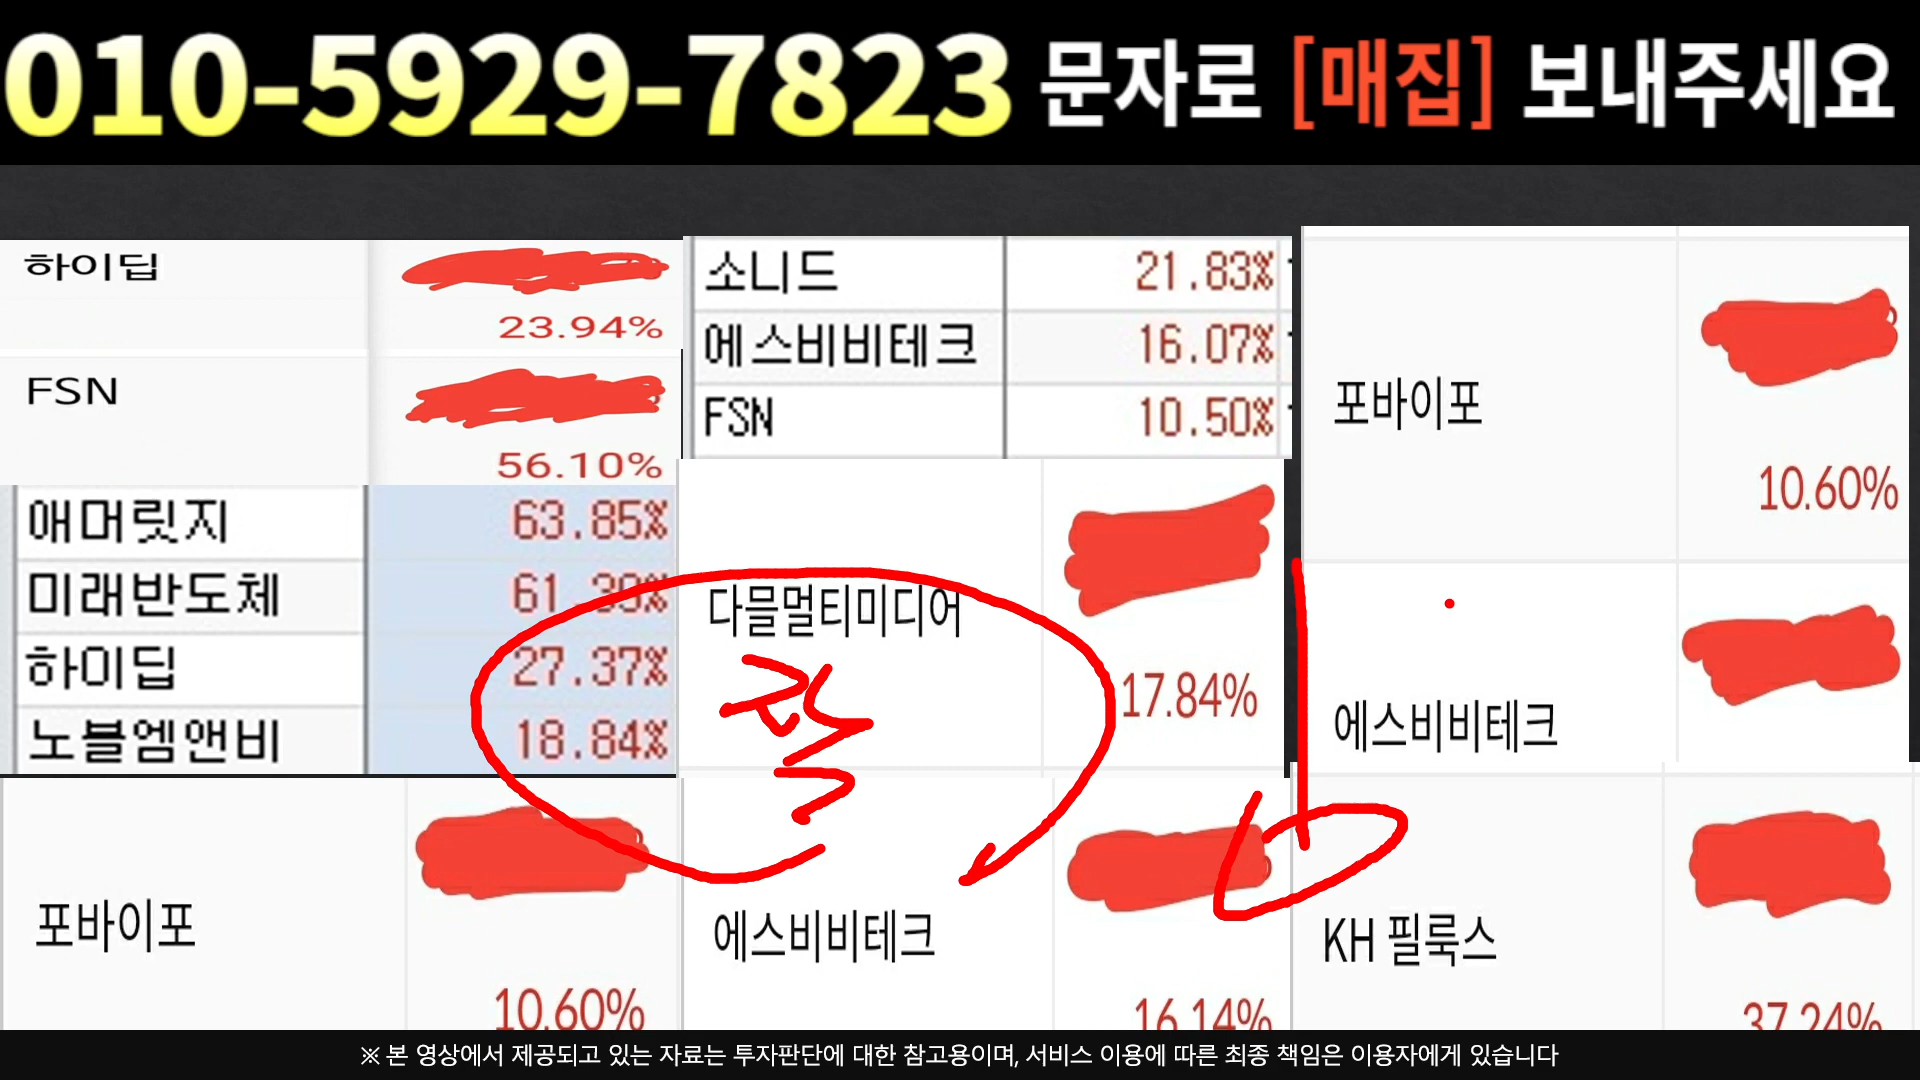 010-5929-7823 문자로 [매집] 보내주세요
하이딥
23.94%
FSN
56.10%
애머릿지 63.85%
미래반도체 61.39%
하이딥 27.37%
노블엠앤비 18.84%
소니드 21.83%
에스비비테크 16.07%
FSN 10.50%
다믈멀티미디어
17.84%
포바이포
10.60%
에스비비테크
포바이포
10.60%
에스비비테크
16.14%
KH 필룩스
37.24%
※ 본 영상에서 제공되고 있는 자료는 투자판단에 대한 참고용이며, 서비스 이용에 따른 최종 책임은 이용자에게 있습니다